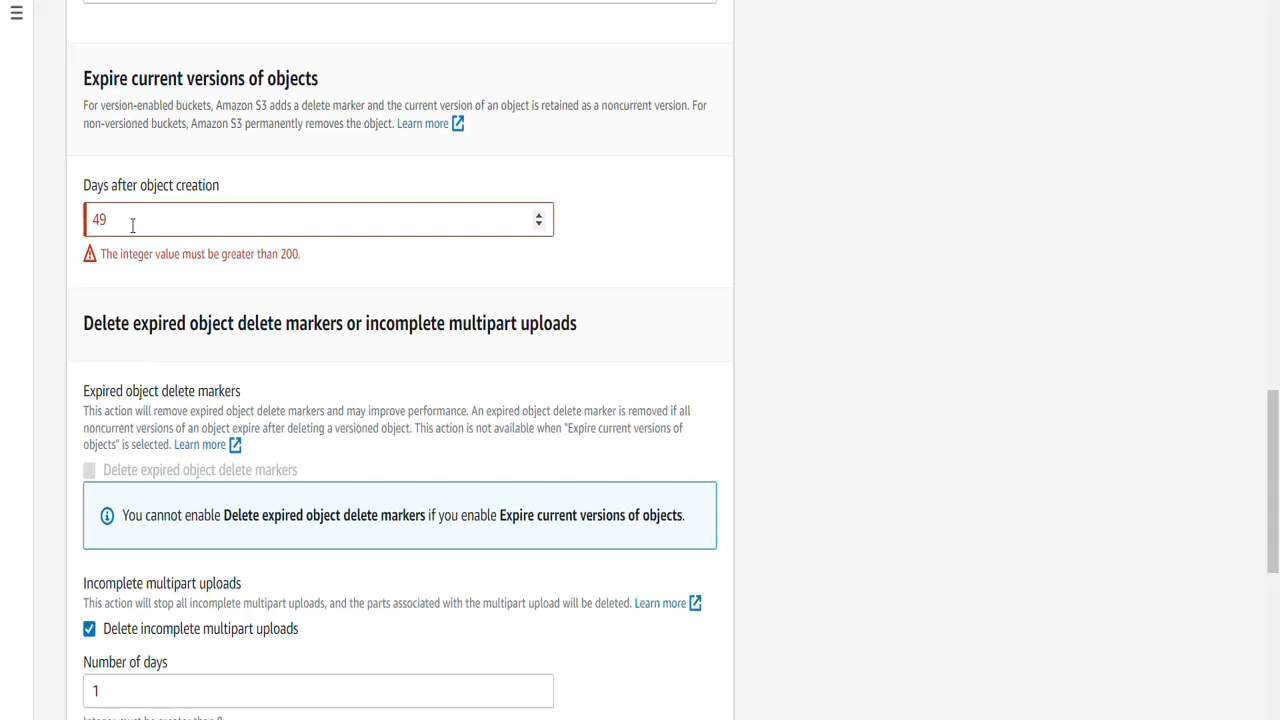 Expire current versions of objects
For version-enabled buckets, Amazon S3 adds a delete marker and the current version of an object is retained as a noncurrent version. For
non-versioned buckets, Amazon S3 permanently removes the object. Learn more
Days after object creation
49
The integer value must be greater than 200.
Delete expired object delete markers or incomplete multipart uploads
Expired object delete markers
This action will remove expired object delete markers and may improve performance. An expired object delete marker is removed if all
noncurrent versions of an object expire after deleting a versioned object. This action is not available when "Expire current versions of
objects" is selected. Learn more
Delete expired object delete markers
You cannot enable Delete expired object delete markers if you enable Expire current versions of objects.
Incomplete multipart uploads
This action will stop all incomplete multipart uploads, and the parts associated with the multipart upload will be deleted. Learn more
Delete incomplete multipart uploads
Number of days
1
Integer must be greater than 0